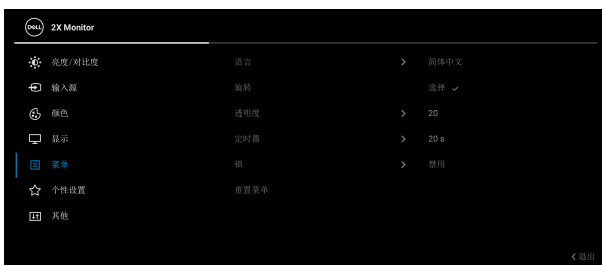 DELL 2X Monitor
亮度/对比度 语言 > 简体中文
输入源 旋转 选择 ✓
颜色 透明度 > 20
显示 定时器 > 20 s
菜单 锁 > 禁用
个性设置 重置菜单
其他
< 退出